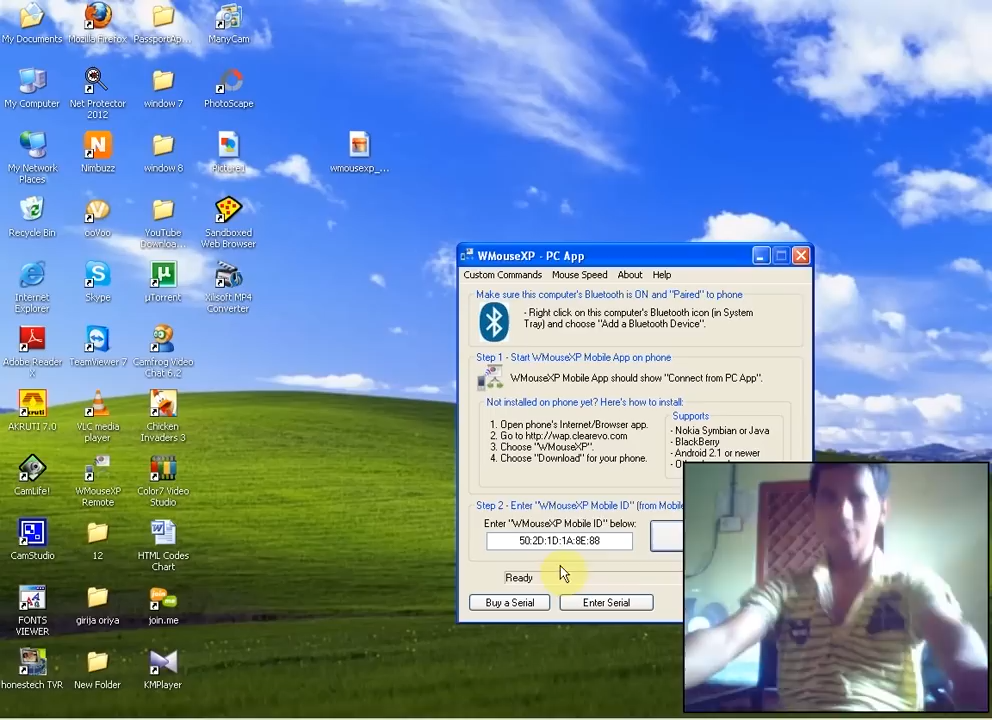 My Documents
Mozilla Firefox
PassportAp...
ManyCam
My Computer
Net Protector
2012
window 7
PhotoScape
My Network
Places
Nimbuzz
window 8
Picture1
wmousexp_...
Recycle Bin
ooVoo
YouTube
Downloa...
Sandboxed
Web Browser
Internet
Explorer
Skype
µTorrent
Xilisoft MP4
Converter
Adobe Reader
X
TeamViewer 7
Camfrog Video
Chat 6.2
AKRUTI 7.0
VLC media
player
Chicken
Invaders 3
CamLife!
WMouseXP
Remote
Color7 Video
Studio
CamStudio
12
HTML Codes
Chart
FONTS
VIEWER
girija oriya
join.me
honestech TVR
New Folder
KMPlayer
WMouseXP - PC App
Custom Commands Mouse Speed About Help
Make sure this computer's Bluetooth is ON and "Paired" to phone
- Right click on this computer's Bluetooth icon (in System
Tray) and choose "Add a Bluetooth Device".
Step 1 - Start WMouseXP Mobile App on phone
WMouseXP Mobile App should show "Connect from PC App".
Not installed on phone yet? Here's how to install:
1. Open phone's Internet/Browser app.
2. Go to http://wap.clearevo.com
3. Choose "WMouseXP".
4. Choose "Download" for your phone.
Supports
- Nokia Symbian or Java
- BlackBerry
- Android 2.1 or newer
Step 2 - Enter "WMouseXP Mobile ID" (from Mobile
Enter "WMouseXP Mobile ID" below:
50:2D:1D:1A:8E:88
Ready
Buy a Serial
Enter Serial